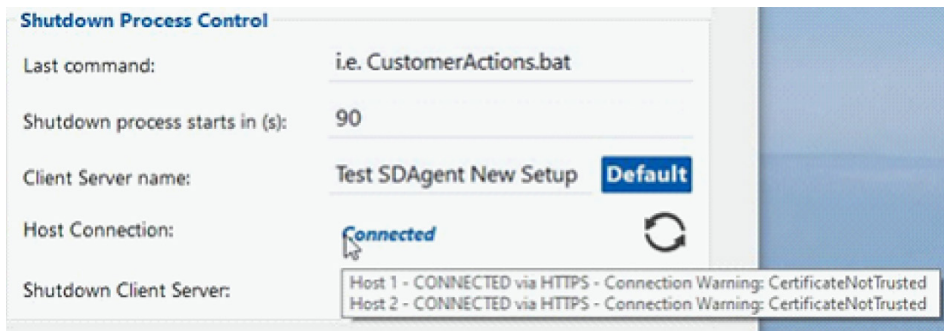 Shutdown Process Control
Last command: i.e. CustomerActions.bat
Shutdown process starts in (s): 90
Client Server name: Test SDAgent New Setup Default
Host Connection: Connected
Shutdown Client Server:
Host 1 - CONNECTED via HTTPS - Connection Warning: CertificateNotTrusted
Host 2 - CONNECTED via HTTPS - Connection Warning: CertificateNotTrusted